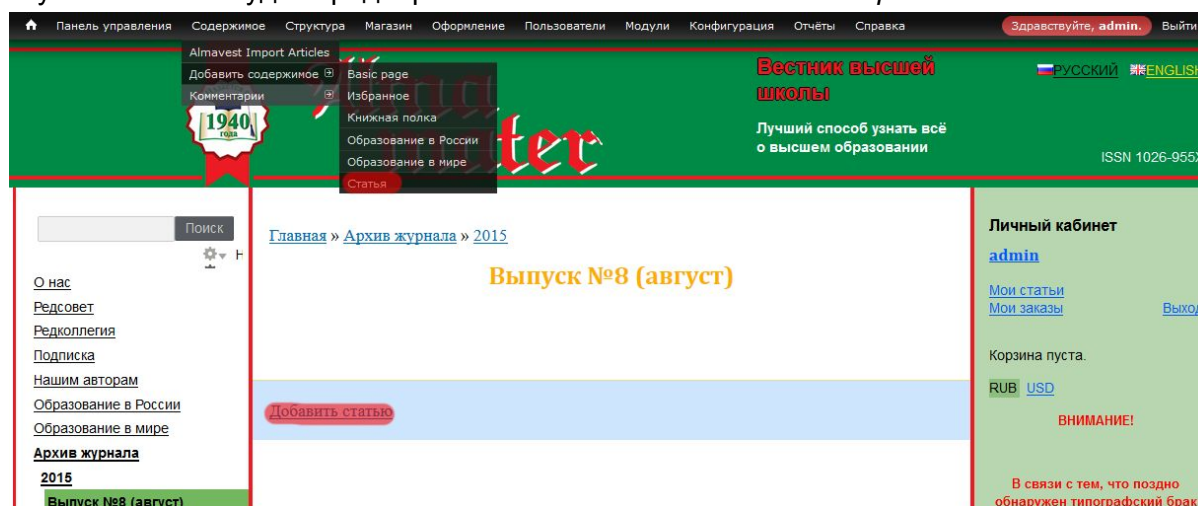 Панель управления Содержимое Структура Магазин Оформление Пользователи Модули Конфигурация Отчёты Справка Здравствуйте, admin. Выйти
Almavest Import Articles
Добавить содержимое
Комментарии
Basic page
Избранное
Книжная полка
Образование в России
Образование в мире
Статья
1940
года
Alma
mater
Вестник высшей
школы
Лучший способ узнать всё
о высшем образовании
РУССКИЙ ENGLISH
ISSN 1026-955X
Поиск
О нас
Редсовет
Редколлегия
Подписка
Нашим авторам
Образование в России
Образование в мире
Архив журнала
2015
Выпуск №8 (август)
Главная » Архив журнала » 2015
Выпуск №8 (август)
Добавить статью
Личный кабинет
admin
Мои статьи
Мои заказы Выход
Корзина пуста.
RUB USD
ВНИМАНИЕ!
В связи с тем, что поздно
обнаружен типографский брак